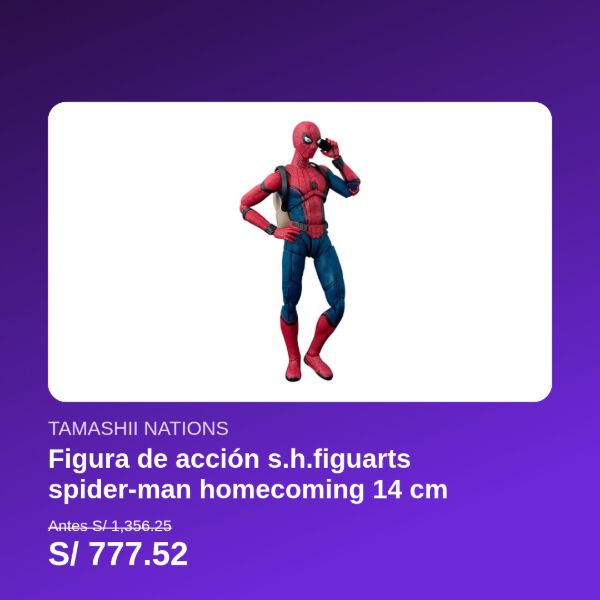 TAMASHII NATIONS
Figura de acción s.h.figuarts
spider-man homecoming 14 cm
Antes S/ 1,356.25
S/ 777.52